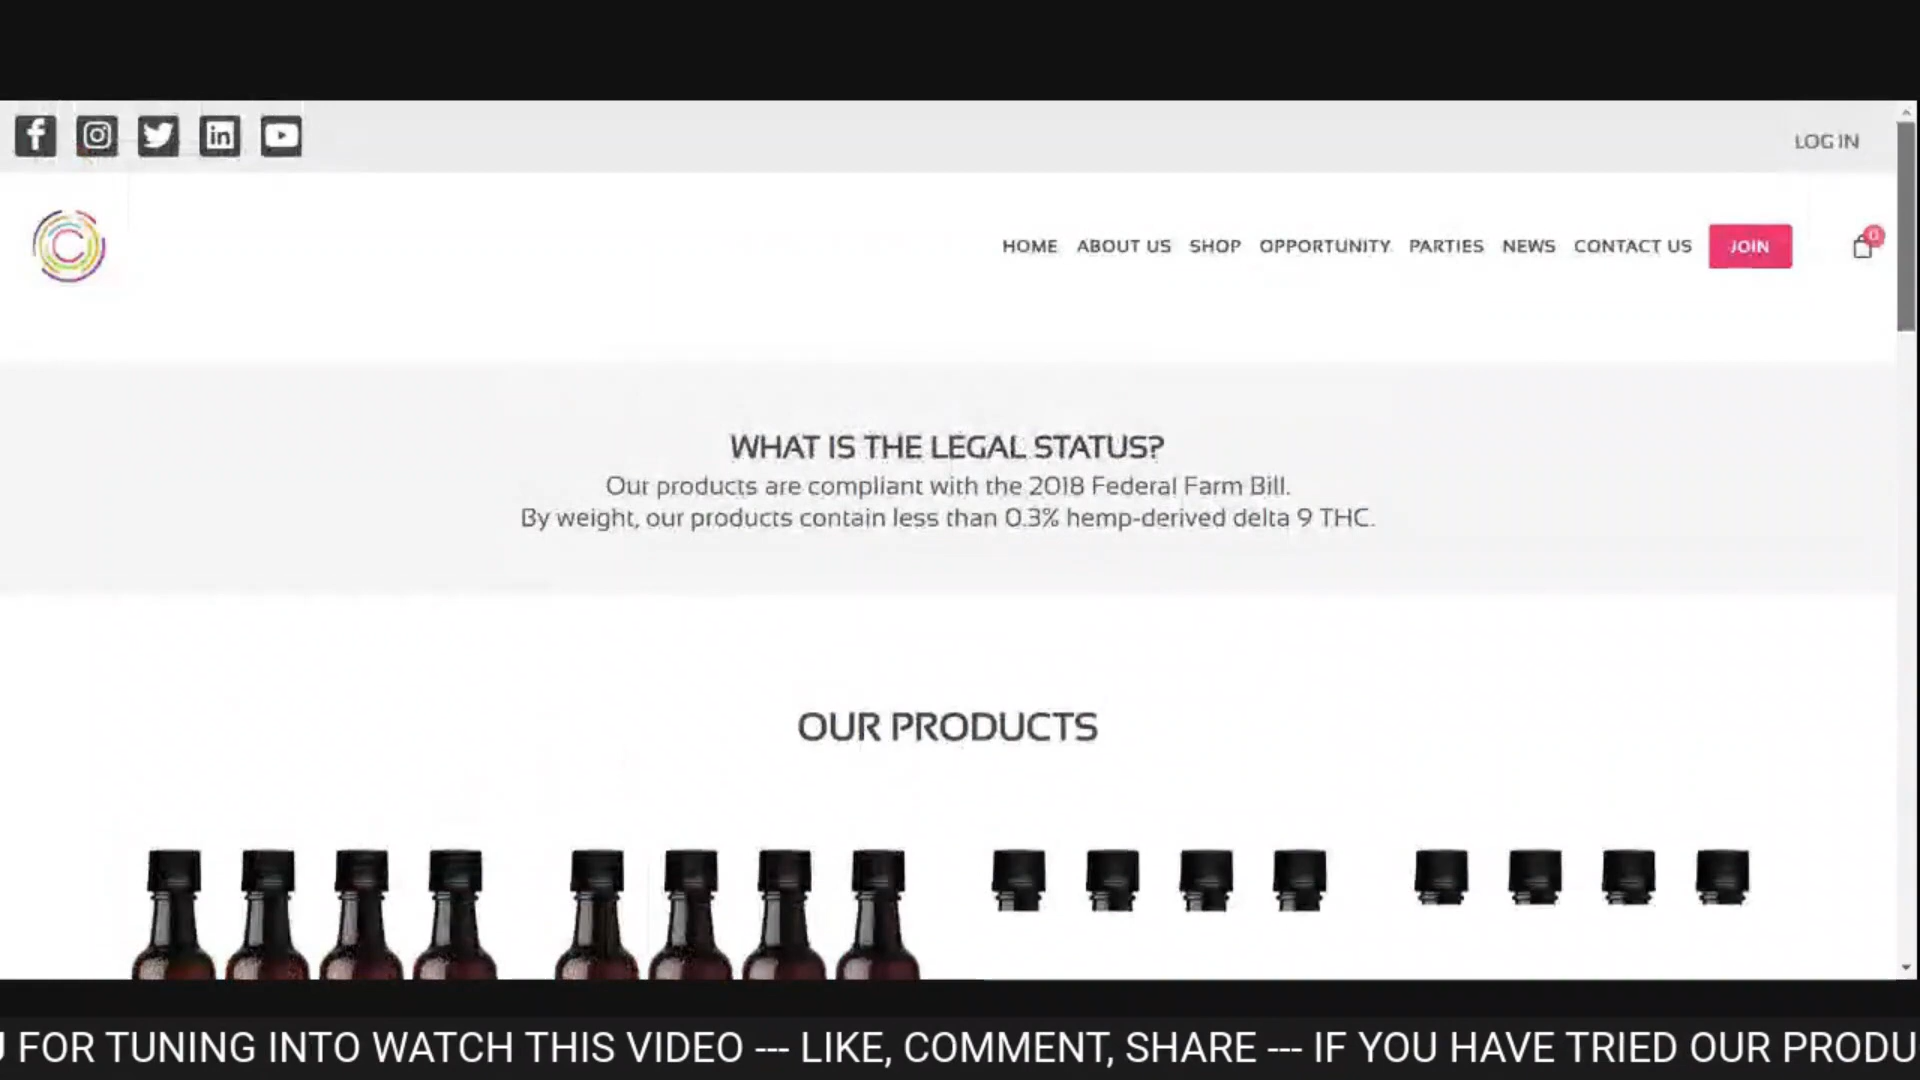 LOG IN
HOME ABOUT US SHOP OPPORTUNITY PARTIES NEWS CONTACT US JOIN 0
WHAT IS THE LEGAL STATUS?
Our products are compliant with the 2018 Federal Farm Bill.
By weight, our products contain less than 0.3% hemp-derived delta 9 THC.
OUR PRODUCTS
FOR TUNING INTO WATCH THIS VIDEO --- LIKE, COMMENT, SHARE --- IF YOU HAVE TRIED OUR PRODU